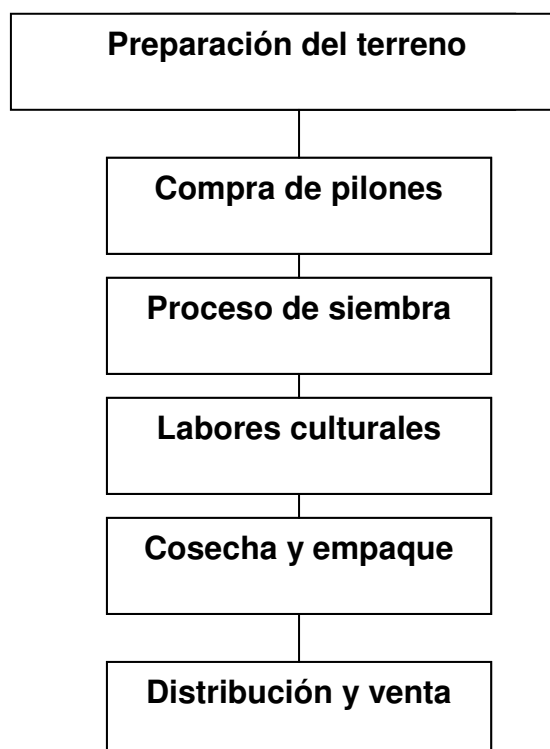 Preparación del terreno
Compra de pilones
Proceso de siembra
Labores culturales
Cosecha y empaque
Distribución y venta